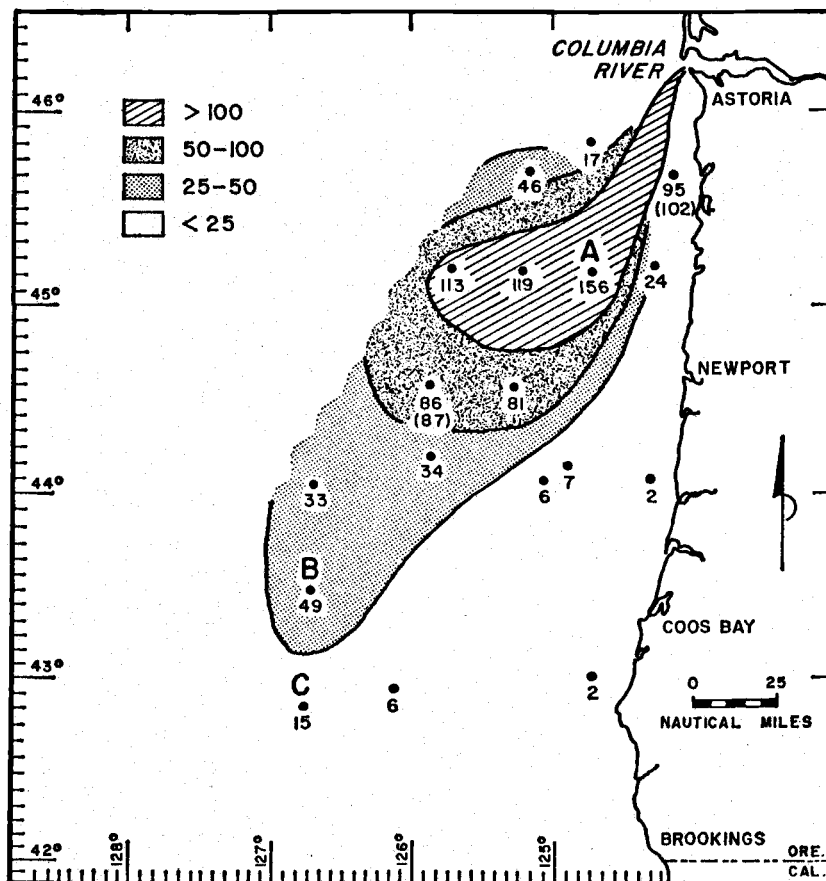 COLUMBIA
RIVER
ASTORIA
46°
> 100
50-100
25-50
< 25
17
46
95
(102)
A
113
119
156
24
45°
NEWPORT
86
(87)
81
34
33
6
7
2
44°
B
49
COOS BAY
43°
C
15
6
2
0 25
NAUTICAL MILES
BROOKINGS
ORE.
CAL.
42°
128°
127°
126°
125°